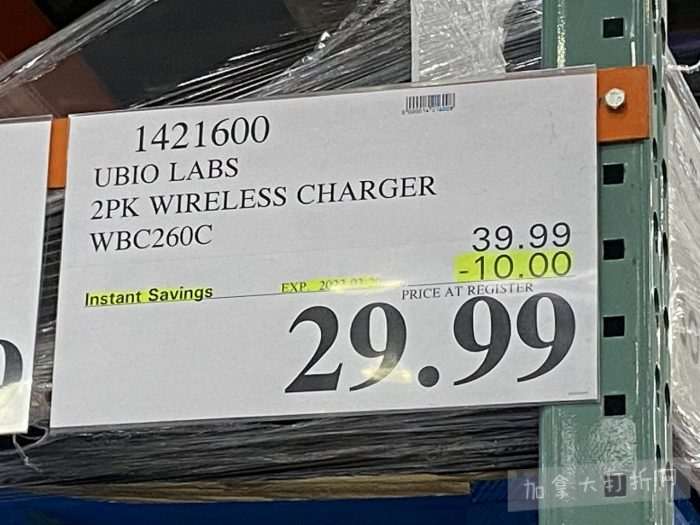 1421600
UBIO LABS
2PK WIRELESS CHARGER
WBC260C
39.99
-10.00
Instant Savings
EXP.
PRICE AT REGISTER
29.99
加拿大打折网